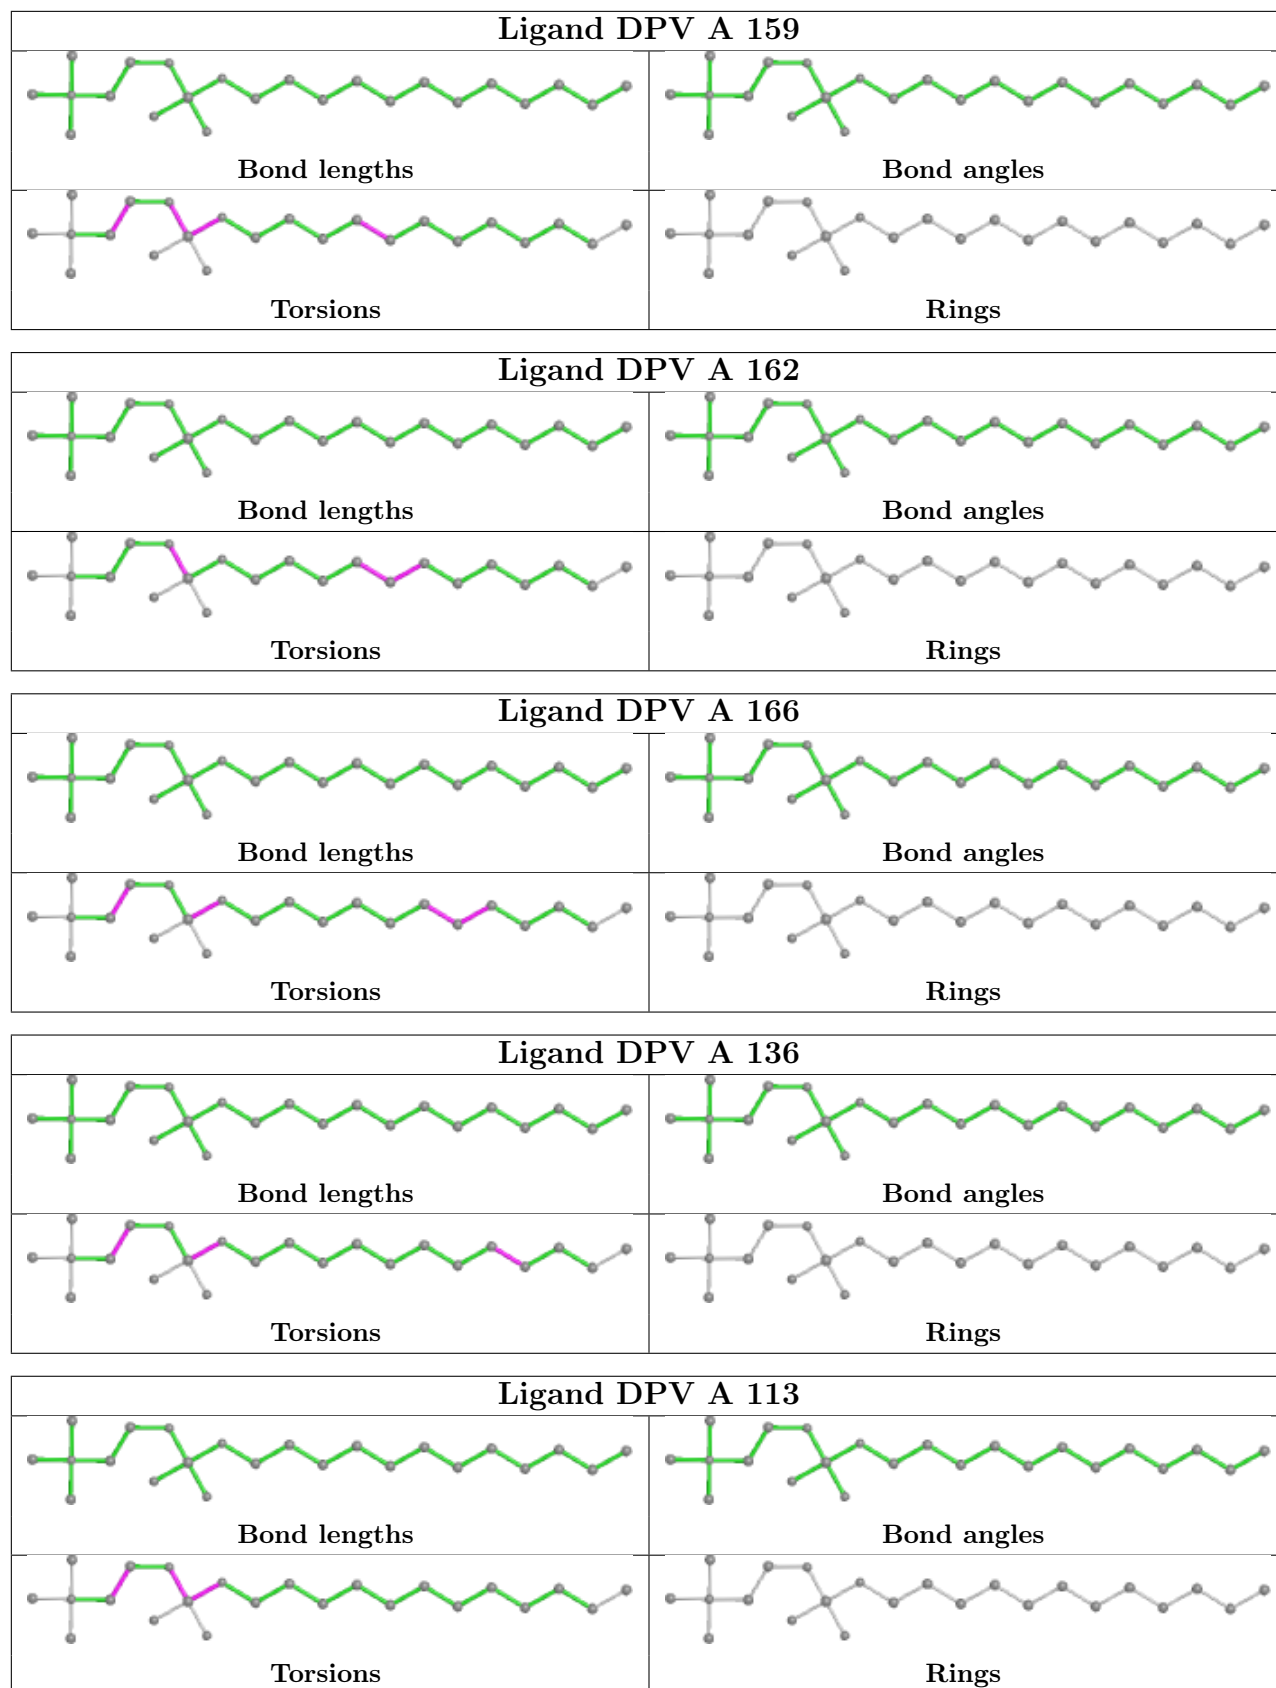 Ligand DPV A 159
Bond lengths
Bond angles
Torsions
Rings
Ligand DPV A 162
Bond lengths
Bond angles
Torsions
Rings
Ligand DPV A 166
Bond lengths
Bond angles
Torsions
Rings
Ligand DPV A 136
Bond lengths
Bond angles
Torsions
Rings
Ligand DPV A 113
Bond lengths
Bond angles
Torsions
Rings